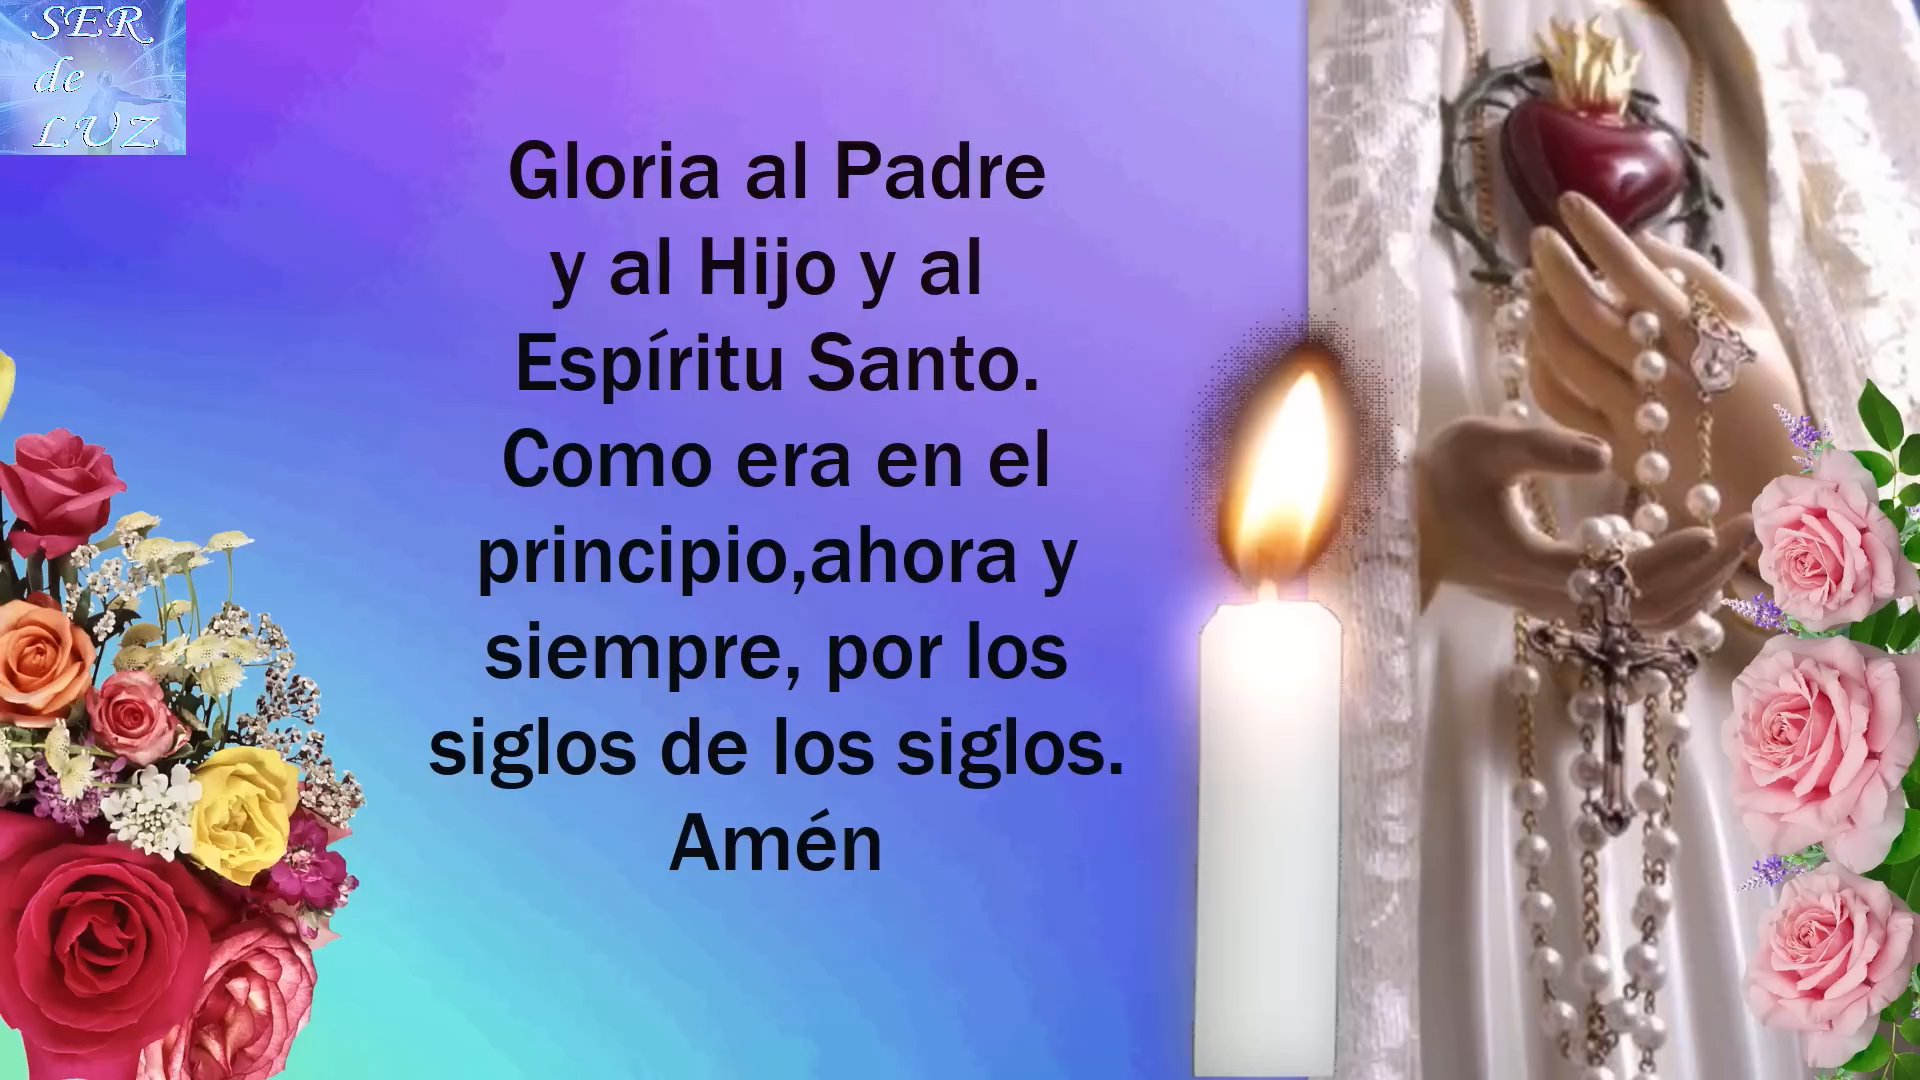 SER
de
LUZ
Gloria al Padre
y al Hijo y al
Espíritu Santo.
Como era en el
principio,ahora y
siempre, por los
siglos de los siglos.
Amén